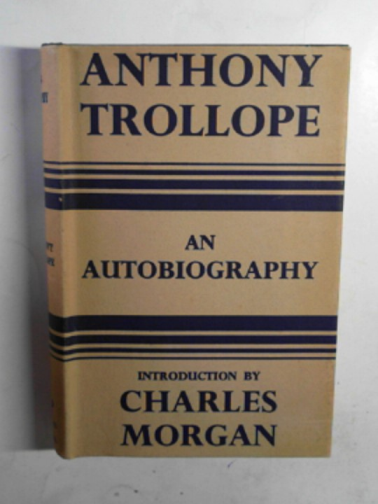 ANTHONY
TROLLOPE
AN
AUTOBIOGRAPHY
INTRODUCTION BY
CHARLES
MORGAN